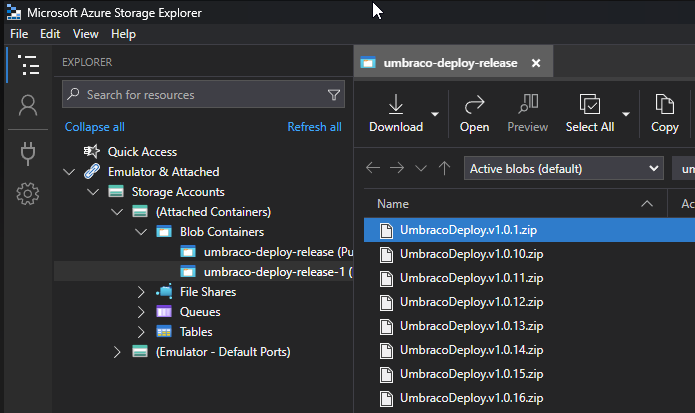 Microsoft Azure Storage Explorer
File Edit View Help
EXPLORER
Search for resources
Collapse all Refresh all
Quick Access
Emulator & Attached
Storage Accounts
(Attached Containers)
Blob Containers
umbraco-deploy-release (Pu
umbraco-deploy-release-1 (
File Shares
Queues
Tables
(Emulator - Default Ports)
umbraco-deploy-release
Download Open Preview Select All Copy
Active blobs (default) um
Name Ac
UmbracoDeploy.v1.0.1.zip
UmbracoDeploy.v1.0.10.zip
UmbracoDeploy.v1.0.11.zip
UmbracoDeploy.v1.0.12.zip
UmbracoDeploy.v1.0.13.zip
UmbracoDeploy.v1.0.14.zip
UmbracoDeploy.v1.0.15.zip
UmbracoDeploy.v1.0.16.zip